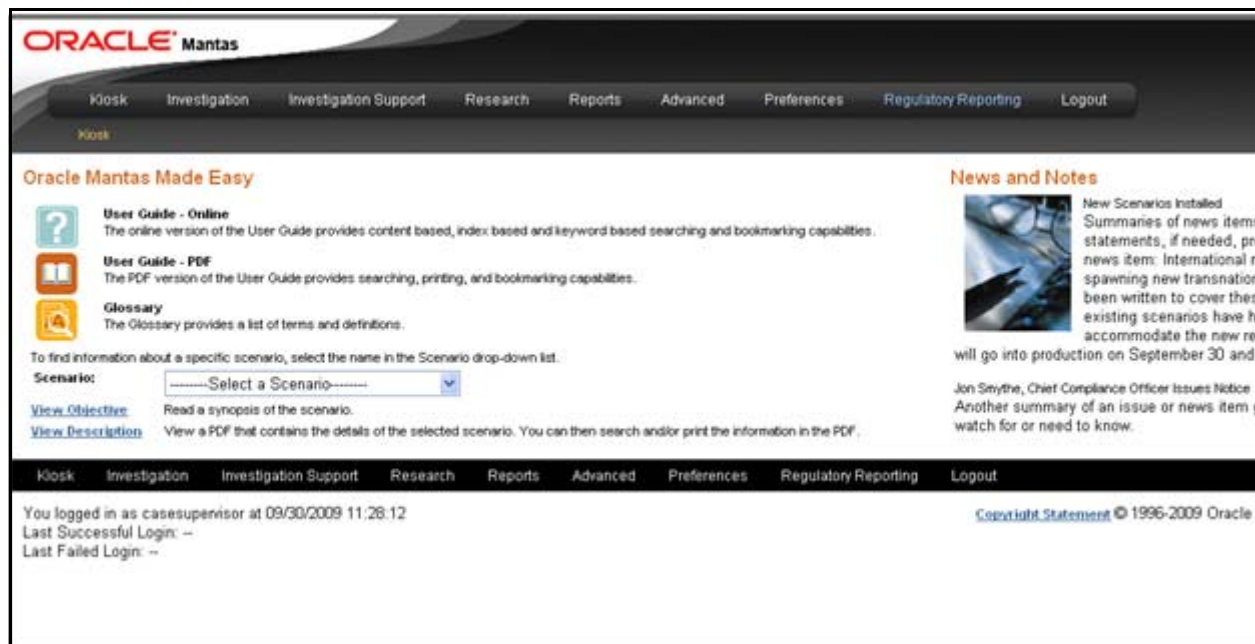 ORACLE Mantas
Kiosk Investigation Investigation Support Research Reports Advanced Preferences Regulatory Reporting Logout
Kiosk
Oracle Mantas Made Easy
User Guide - Online
The online version of the User Guide provides content based, index based and keyword based searching and bookmarking capabilities.
User Guide - PDF
The PDF version of the User Guide provides searching, printing, and bookmarking capabilities.
Glossary
The Glossary provides a list of terms and definitions.
To find information about a specific scenario, select the name in the Scenario drop-down list.
Scenario: --------Select a Scenario--------
View Objective Read a synopsis of the scenario.
View Description View a PDF that contains the details of the selected scenario. You can then search and/or print the information in the PDF.
News and Notes
New Scenarios Installed
Summaries of news items
statements, if needed,
news item: International
spawning new
been written to cover
existing scenarios have
accommodate the new
will go into production on September 30 and
Jon Smythe, Chief Compliance Officer Issues Notice
Another summary of an issue or news item
watch for or need to know.
Kiosk Investigation Investigation Support Research Reports Advanced Preferences Regulatory Reporting Logout
You logged in as casesupervisor at 09/30/2009 11:28:12
Last Successful Login: --
Last Failed Login: --
Copyright Statement © 1996-2009 Oracle